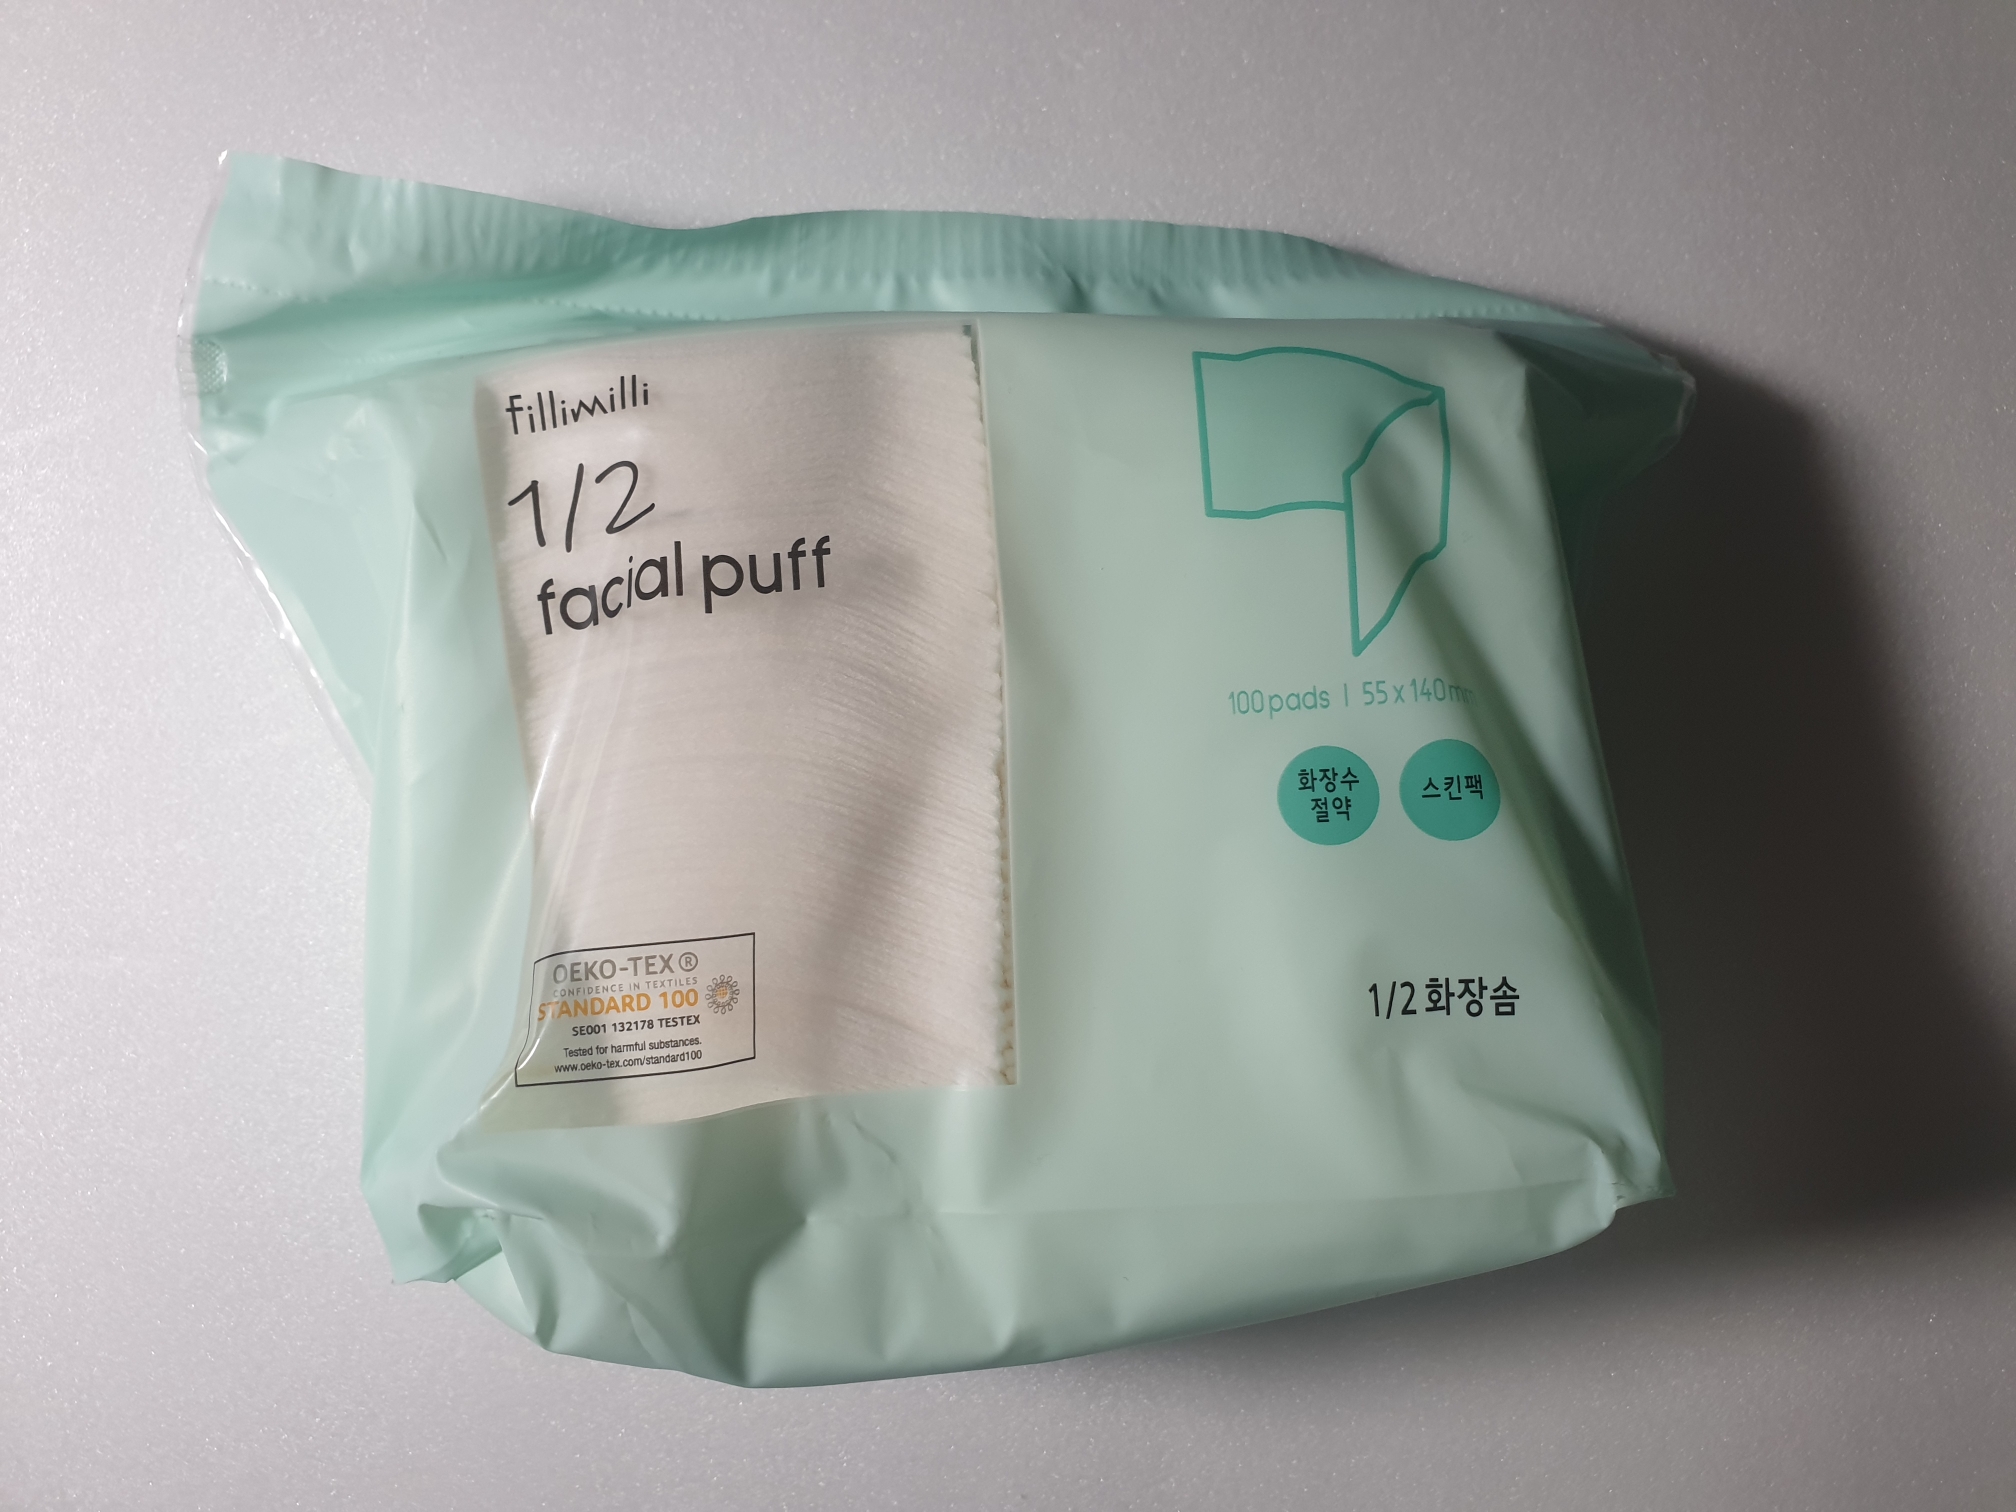 fillimilli
1/2
facial puff
OEKO-TEX®
CONFIDENCE IN TEXTILES
STANDARD 100
SE001 132178 TESTEX
Tested for harmful substances.
www.oeko-tex.com/standard100
100pads | 55 x 140mm
화장수
절약
스킨팩
1/2 화장솜